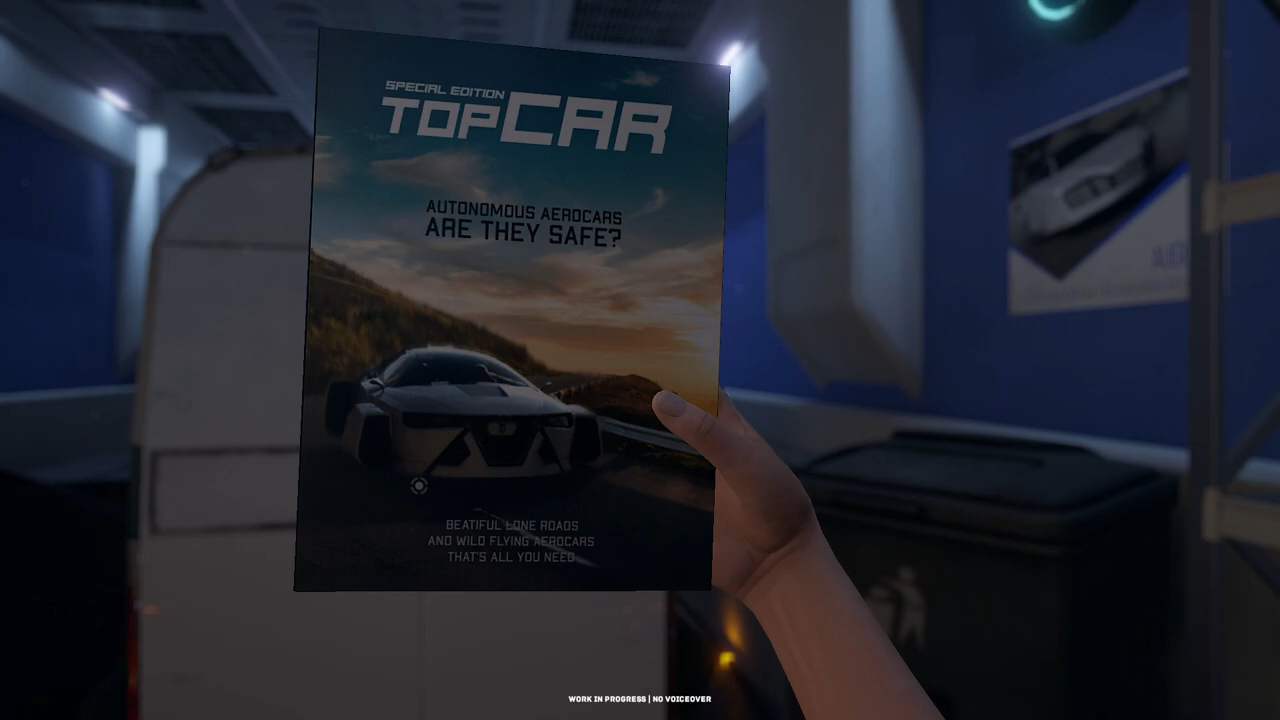 SPECIAL EDITION
TOPCAR
AUTONOMOUS AEROCARS
ARE THEY SAFE?
BEATIFUL LONE ROADS
AND WILD FLYING AEROCARS
THAT'S ALL YOU NEED
WORK IN PROGRESS | NO VOICEOVER